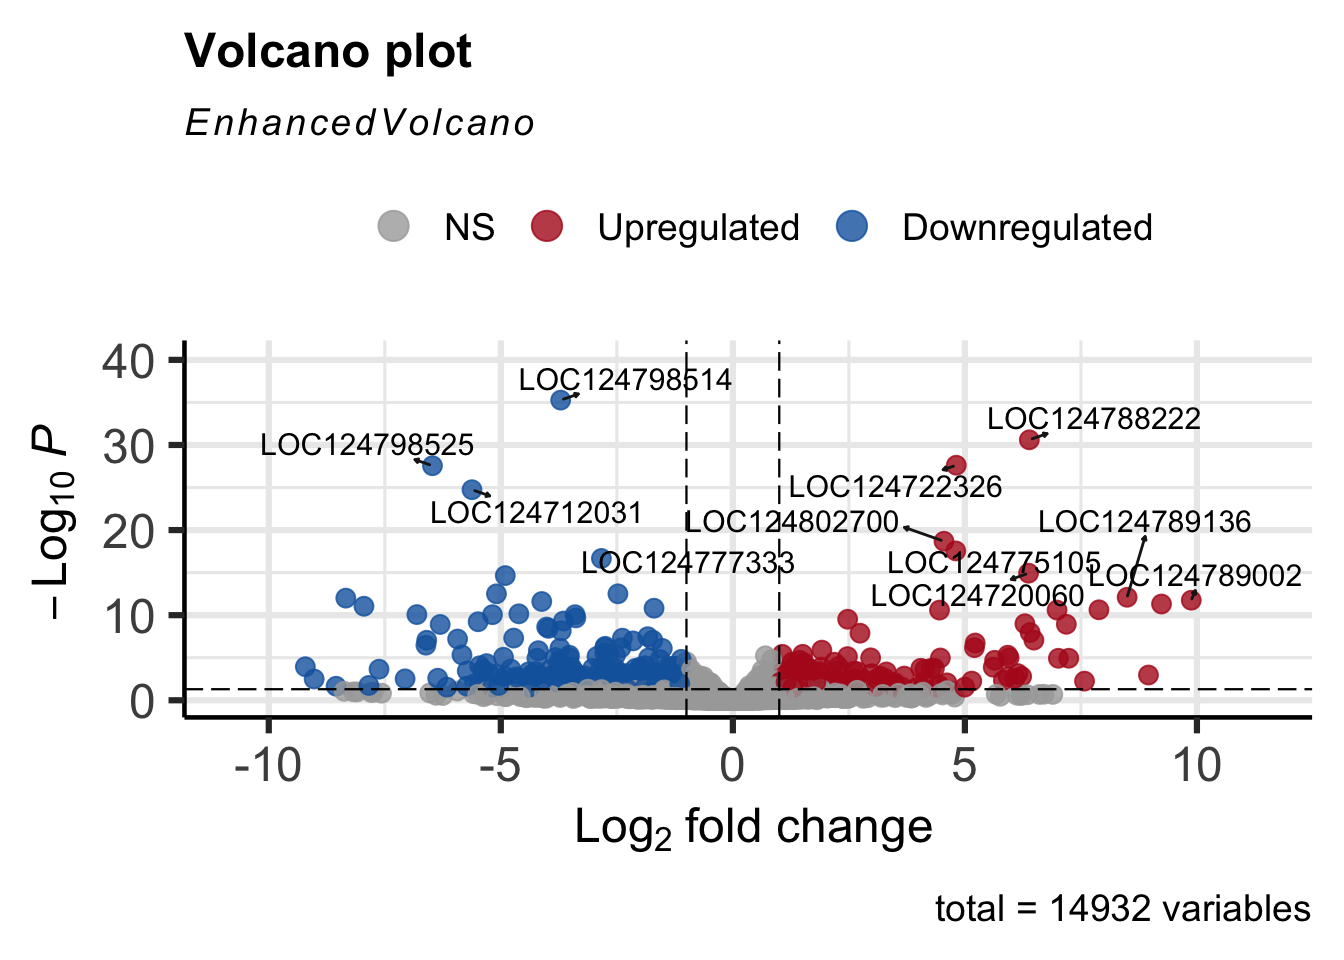 Volcano plot
EnhancedVolcano
NS Upregulated Downregulated
−Log10 P
40
30
20
10
0
LOC124798514
LOC124788222
LOC124798525
LOC124722326
LOC124712031
LOC124802700
LOC124789136
LOC124777333
LOC124775105
LOC124789002
LOC124720060
-10 -5 0 5 10
Log2 fold change
total = 14932 variables